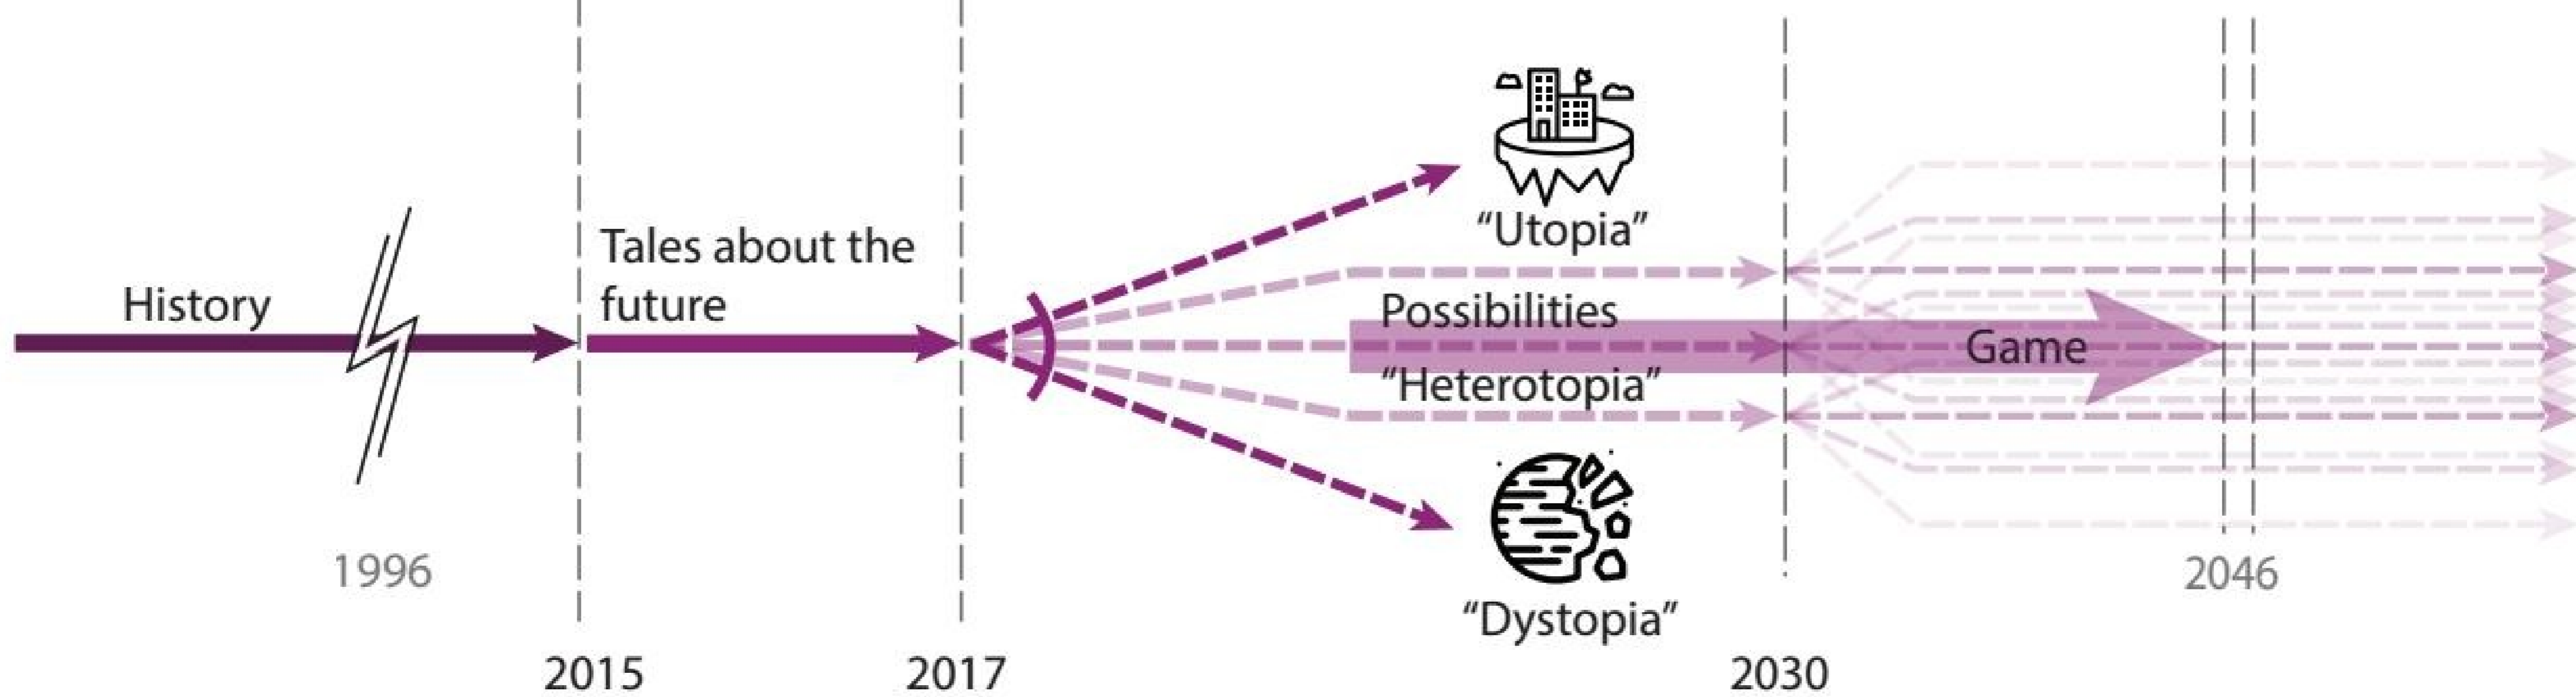 History
Tales about the
future
“Utopia”
Possibilities
“Heterotopia”
Game
“Dystopia”
1996
2046
2015
2017
2030